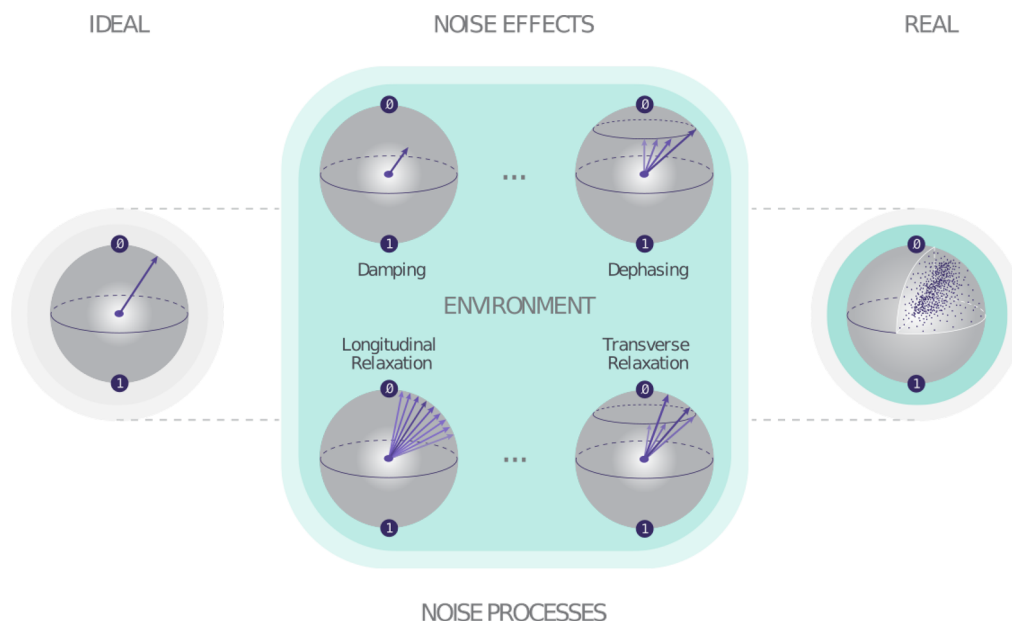 IDEAL
NOISE EFFECTS
REAL
0
0
...
1
1
Damping
Dephasing
0
1
ENVIRONMENT
0
1
Longitudinal
Relaxation
Transverse
Relaxation
0
0
...
1
1
NOISE PROCESSES